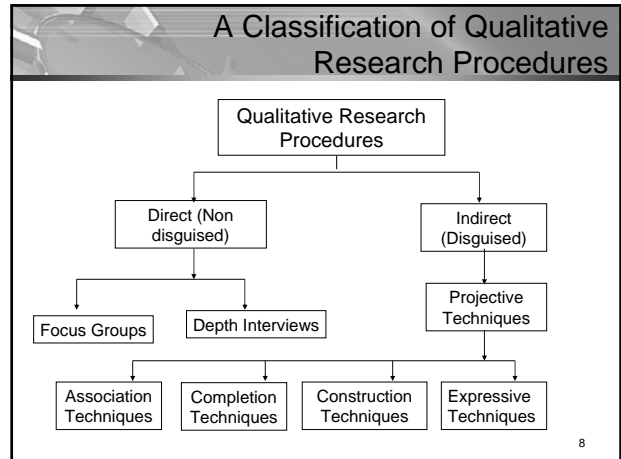 A Classification of Qualitative
Research Procedures
Qualitative Research
Procedures
Direct (Non
disguised)
Indirect
(Disguised)
Focus Groups
Depth Interviews
Projective
Techniques
Association
Techniques
Completion
Techniques
Construction
Techniques
Expressive
Techniques
8